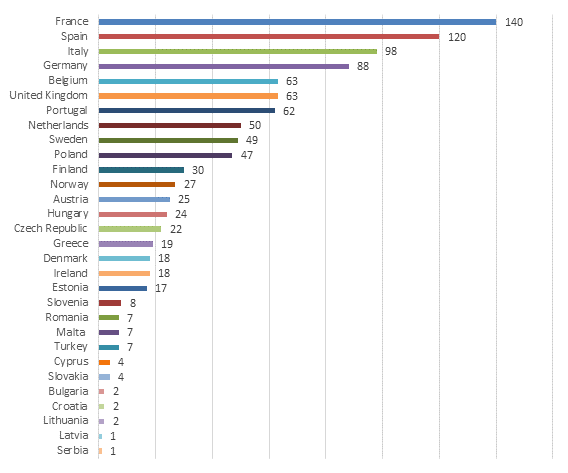 France 140
Spain 120
Italy 98
Germany 88
Belgium 63
United Kingdom 63
Portugal 62
Netherlands 50
Sweden 49
Poland 47
Finland 30
Norway 27
Austria 25
Hungary 24
Czech Republic 22
Greece 19
Denmark 18
Ireland 18
Estonia 17
Slovenia 8
Romania 7
Malta 7
Turkey 7
Cyprus 4
Slovakia 4
Bulgaria 2
Croatia 2
Lithuania 2
Latvia 1
Serbia 1